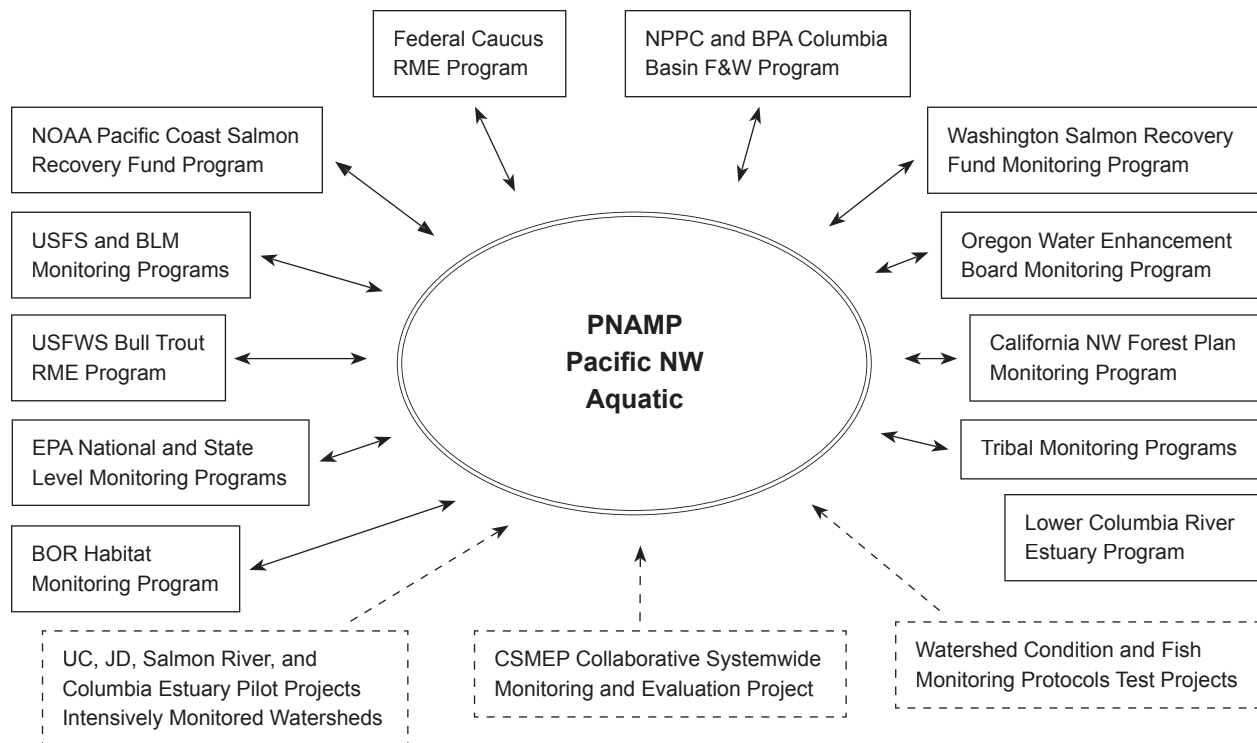 Federal Caucus
RME Program
NPPC and BPA Columbia
Basin F&W Program
NOAA Pacific Coast Salmon
Recovery Fund Program
Washington Salmon Recovery
Fund Monitoring Program
USFS and BLM
Monitoring Programs
Oregon Water Enhancement
Board Monitoring Program
PNAMP
Pacific NW
Aquatic
USFWS Bull Trout
RME Program
California NW Forest Plan
Monitoring Program
EPA National and State
Level Monitoring Programs
Tribal Monitoring Programs
BOR Habitat
Monitoring Program
Lower Columbia River
Estuary Program
UC, JD, Salmon River, and
Columbia Estuary Pilot Projects
Intensively Monitored Watersheds
CSMEP Collaborative Systemwide
Monitoring and Evaluation Project
Watershed Condition and Fish
Monitoring Protocols Test Projects